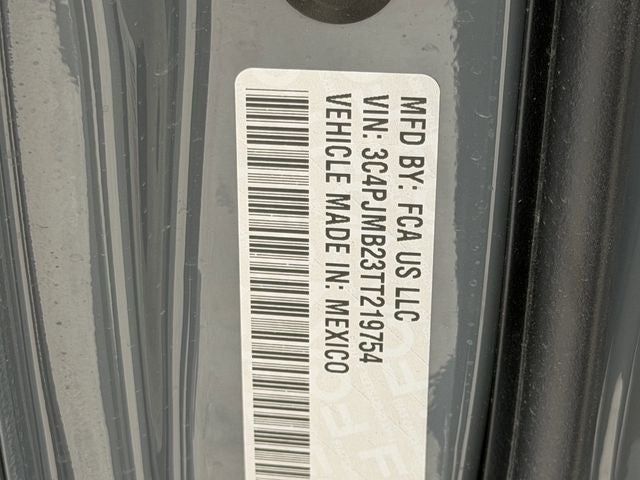 MFD BY: FCA US LLC
VIN: 3C4PJMB23TT219754
VEHICLE MADE IN: MEXICO